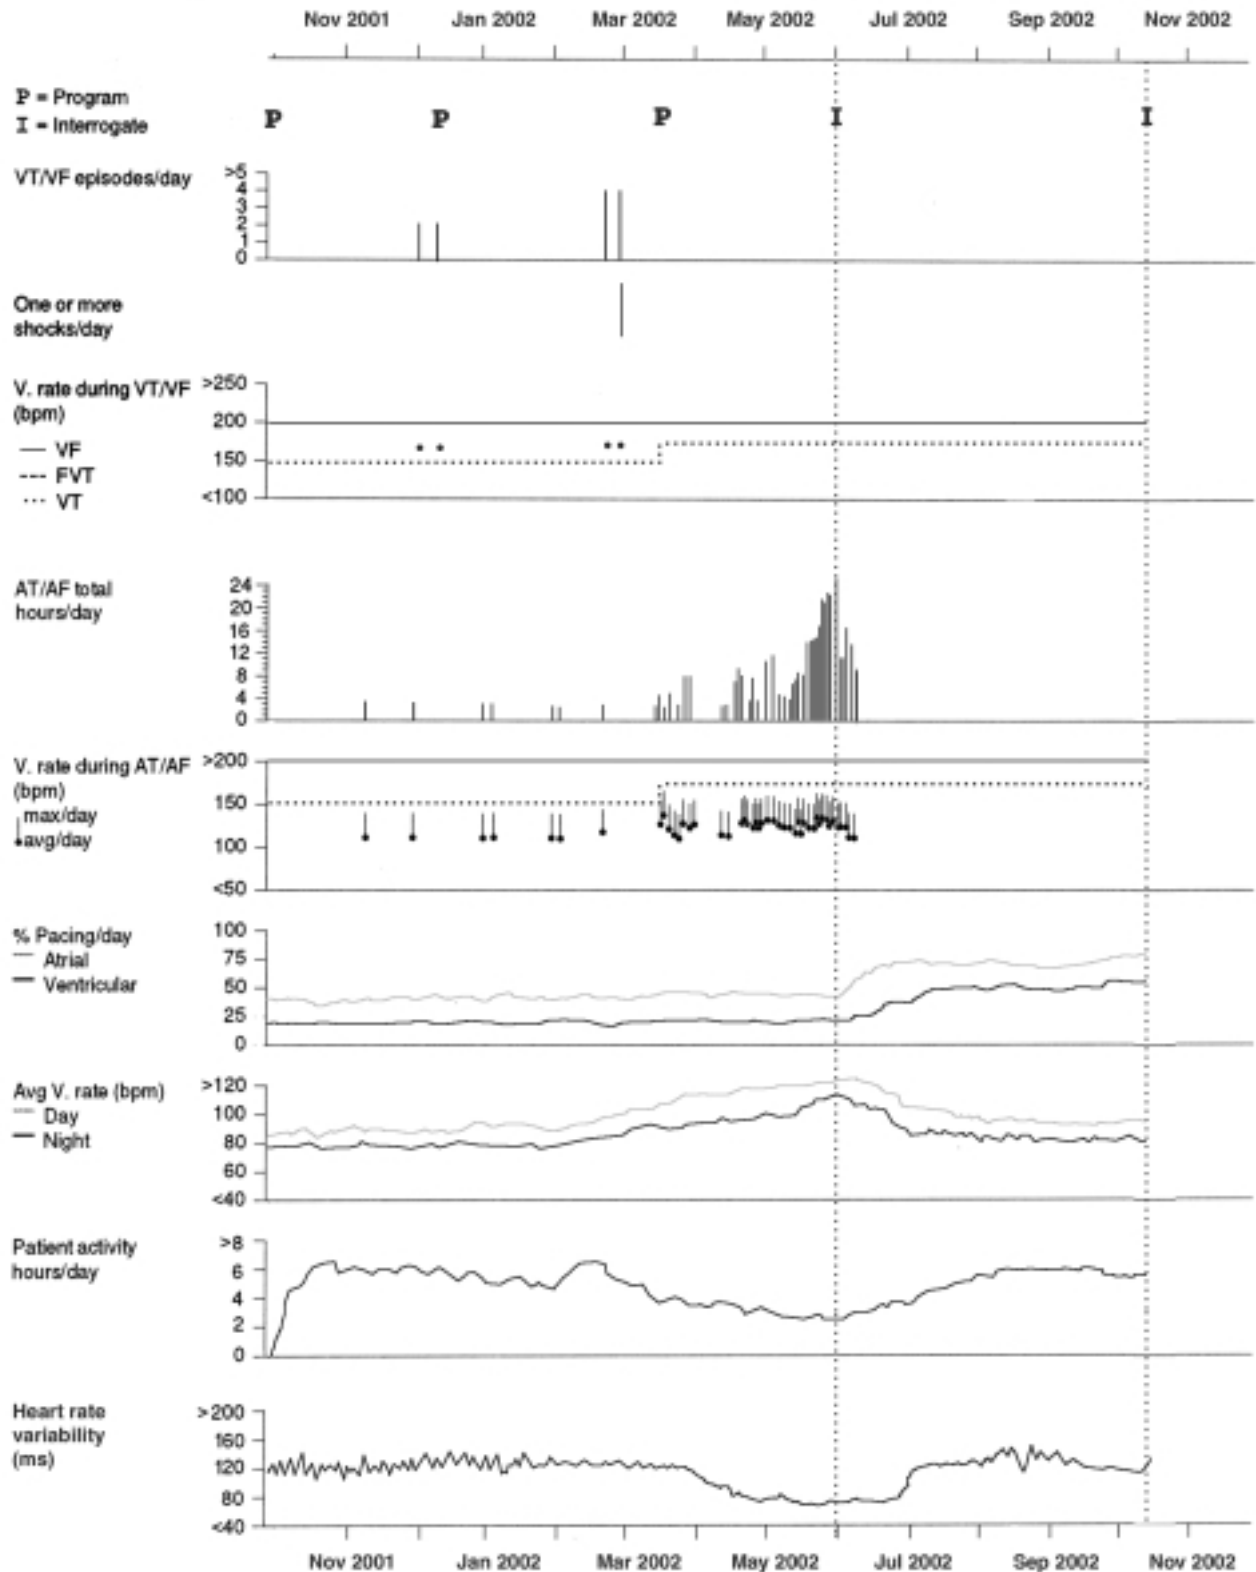 Nov 2001 Jan 2002 Mar 2002 May 2002 Jul 2002 Sep 2002 Nov 2002
P = Program
I = Interrogate
P P P I I
VT/VF episodes/day
>5
4
3
2
1
0
One or more
shocks/day
V. rate during VT/VF
(bpm)
— VF
--- FVT
··· VT
>250
200
150
<100
AT/AF total
hours/day
24
20
16
12
8
4
0
V. rate during AT/AF
(bpm)
max/day
avg/day
>200
150
100
<50
% Pacing/day
— Atrial
— Ventricular
100
75
50
25
0
Avg V. rate (bpm)
— Day
— Night
>120
100
80
60
<40
Patient activity
hours/day
>8
6
4
2
0
Heart rate
variability
(ms)
>200
160
120
80
<40
Nov 2001 Jan 2002 Mar 2002 May 2002 Jul 2002 Sep 2002 Nov 2002